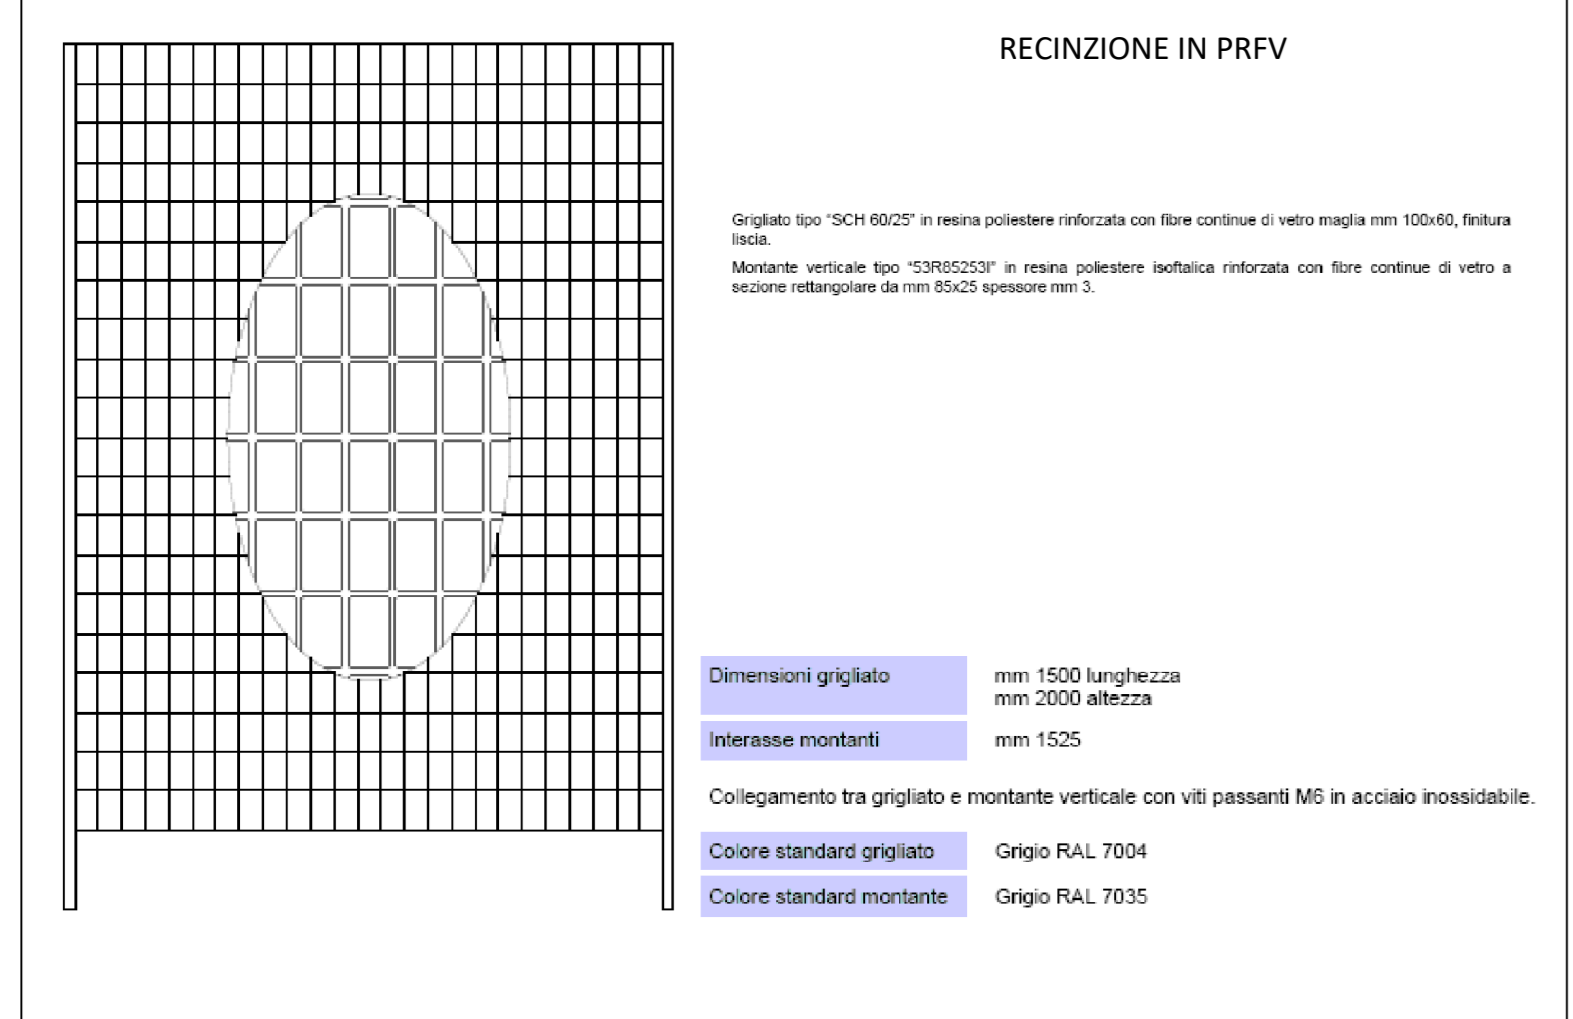 RECINZIONE IN PRFV
Grigliato tipo “SCH 60/25” in resina poliestere rinforzata con fibre continue di vetro maglia mm 100x60, finitura
liscia.
Montante verticale tipo “53R85253I” in resina poliestere isoftalica rinforzata con fibre continue di vetro a
sezione rettangolare da mm 85x25 spessore mm 3.
Dimensioni grigliato mm 1500 lunghezza
mm 2000 altezza
Interasse montanti mm 1525
Collegamento tra grigliato e montante verticale con viti passanti M6 in acciaio inossidabile.
Colore standard grigliato Grigio RAL 7004
Colore standard montante Grigio RAL 7035